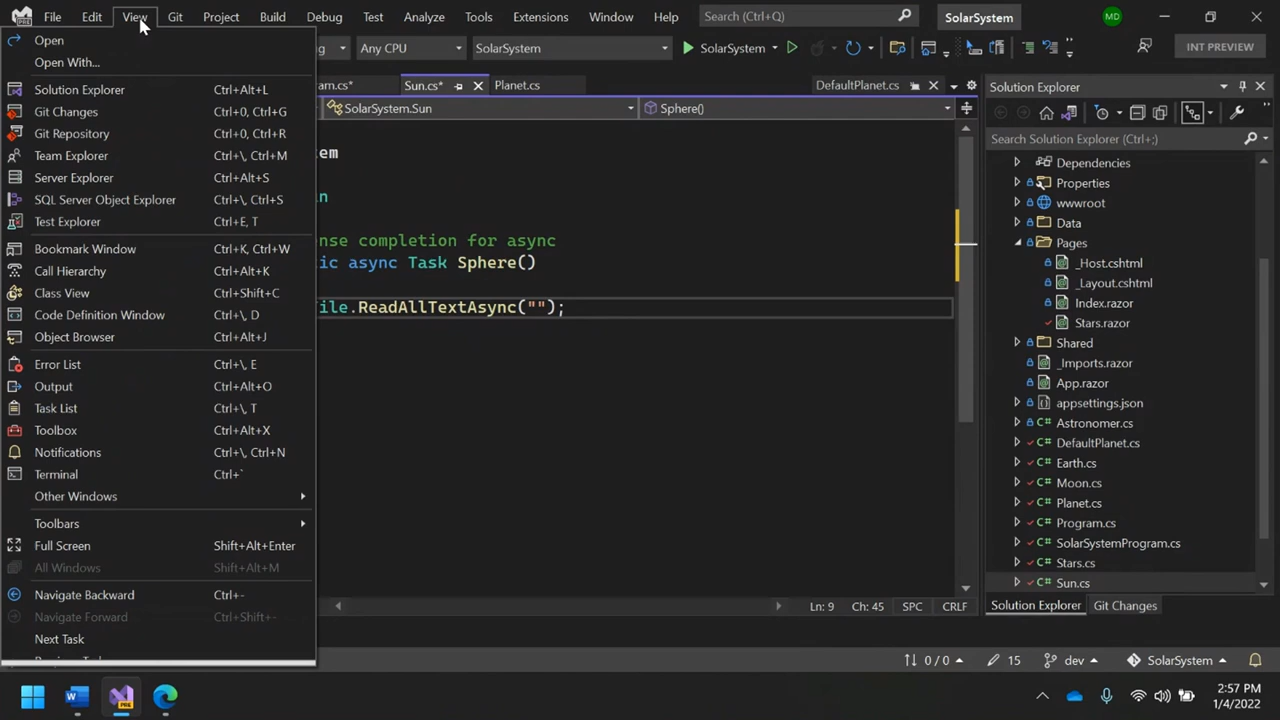 File Edit View Git Project Build Debug Test Analyze Tools Extensions Window Help Search (Ctrl+Q) SolarSystem MD
Any CPU SolarSystem SolarSystem INT PREVIEW
Open
Open With...
Solution Explorer Ctrl+Alt+L
Git Changes Ctrl+0, Ctrl+G
Git Repository Ctrl+0, Ctrl+R
Team Explorer Ctrl+\, Ctrl+M
Server Explorer Ctrl+Alt+S
SQL Server Object Explorer Ctrl+\, Ctrl+S
Test Explorer Ctrl+E, T
Bookmark Window Ctrl+K, Ctrl+W
Call Hierarchy Ctrl+Alt+K
Class View Ctrl+Shift+C
Code Definition Window Ctrl+\, D
Object Browser Ctrl+Alt+J
Error List Ctrl+\, E
Output Ctrl+Alt+O
Task List Ctrl+\, T
Toolbox Ctrl+Alt+X
Notifications Ctrl+\, Ctrl+N
Terminal Ctrl+`
Other Windows
Toolbars
Full Screen Shift+Alt+Enter
All Windows Shift+Alt+M
Navigate Backward Ctrl+-
Navigate Forward Ctrl+Shift+-
Next Task
am.cs* Sun.cs* Planet.cs DefaultPlanet.cs
SolarSystem.Sun Sphere()
em
n
nse completion for async
ic async Task Sphere()
ile.ReadAllTextAsync("");
Ln: 9 Ch: 45 SPC CRLF
Solution Explorer
Search Solution Explorer (Ctrl+;)
Dependencies
Properties
wwwroot
Data
Pages
_Host.cshtml
_Layout.cshtml
Index.razor
Stars.razor
Shared
_Imports.razor
App.razor
appsettings.json
C# Astronomer.cs
C# DefaultPlanet.cs
C# Earth.cs
C# Moon.cs
C# Planet.cs
C# Program.cs
C# SolarSystemProgram.cs
C# Stars.cs
C# Sun.cs
Solution Explorer Git Changes
0 / 0 15 dev SolarSystem
2:57 PM
1/4/2022